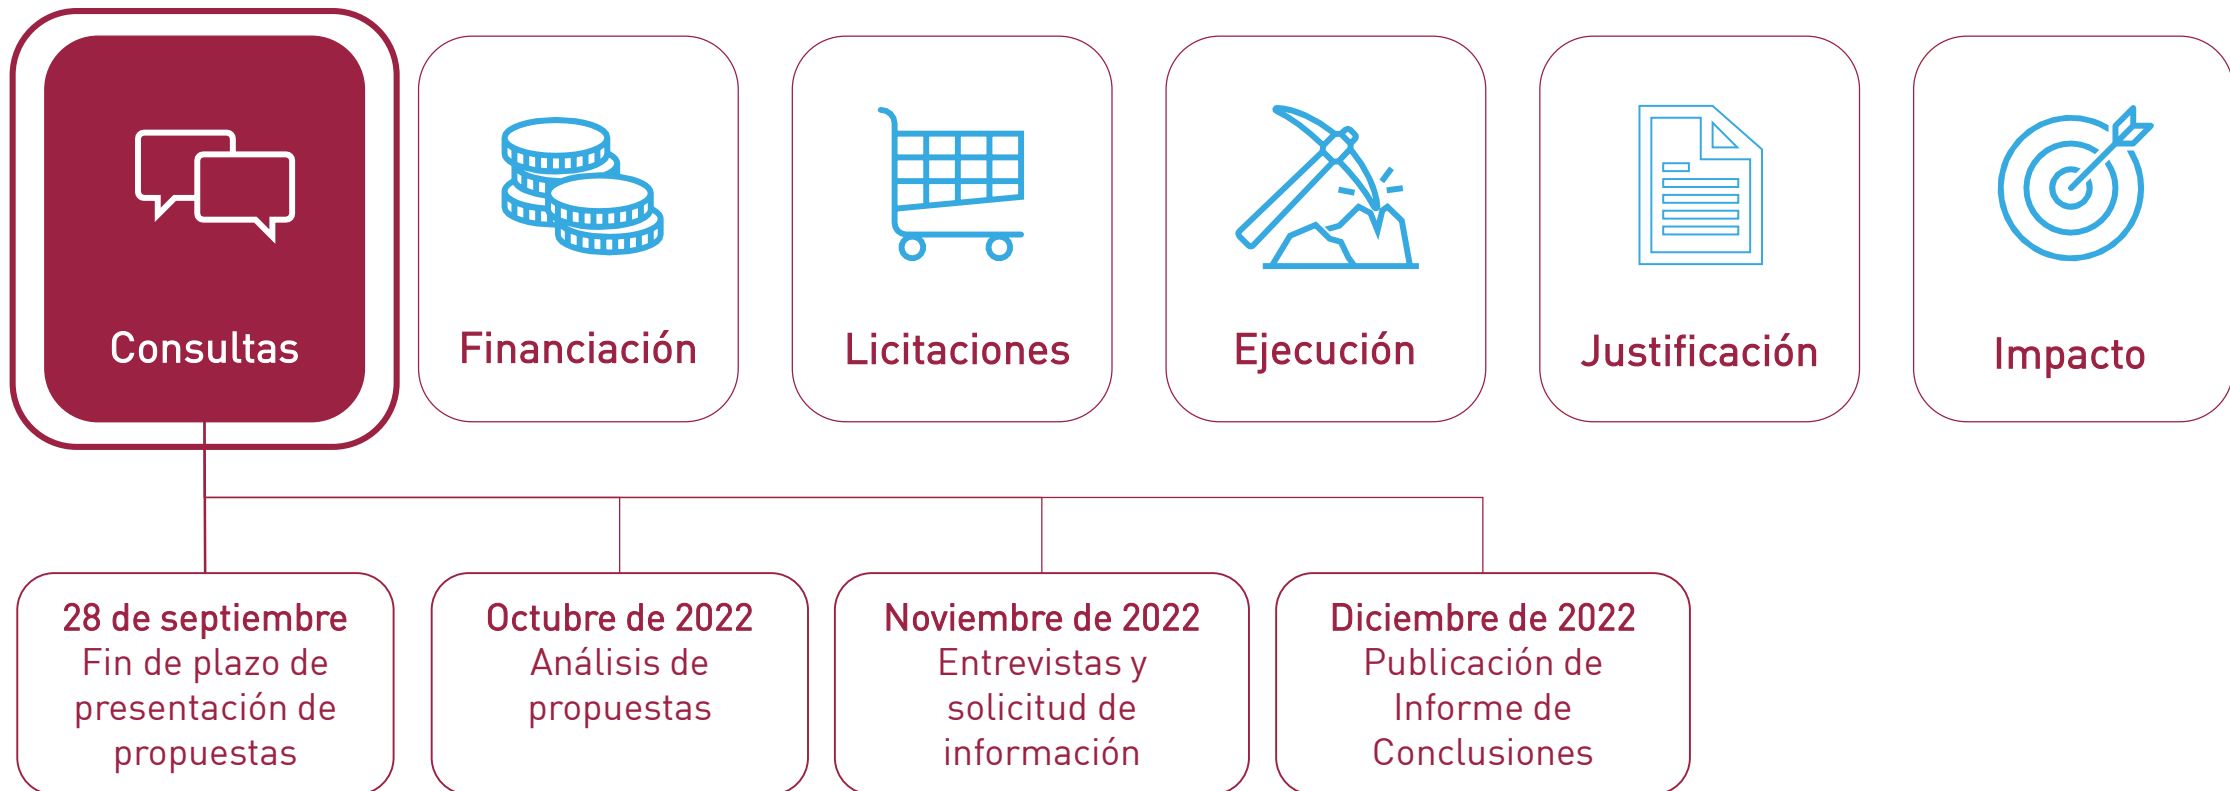 Consultas
Financiación
Licitaciones
Ejecución
Justificación
Impacto
28 de septiembre
Fin de plazo de
presentación de
propuestas
Octubre de 2022
Análisis de
propuestas
Noviembre de 2022
Entrevistas y
solicitud de
información
Diciembre de 2022
Publicación de
Informe de
Conclusiones